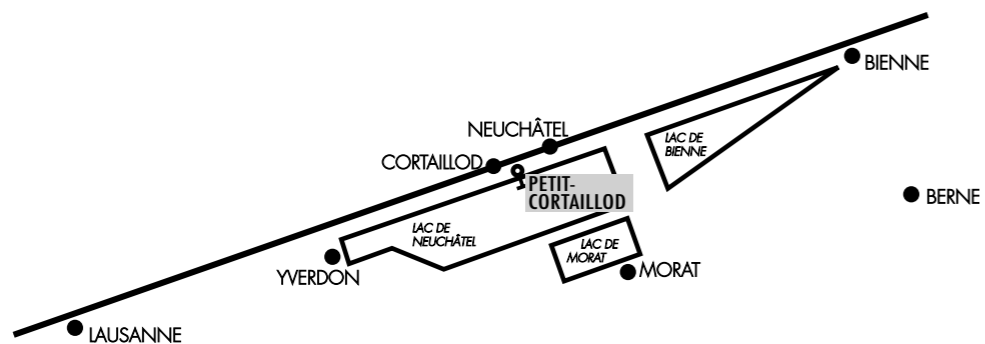 BIENNE
NEUCHÂTEL
LAC DE
BIENNE
CORTAILLOD
PETIT-
CORTAILLOD
BERNE
LAC DE
NEUCHÂTEL
LAC DE
MORAT
YVERDON
MORAT
LAUSANNE